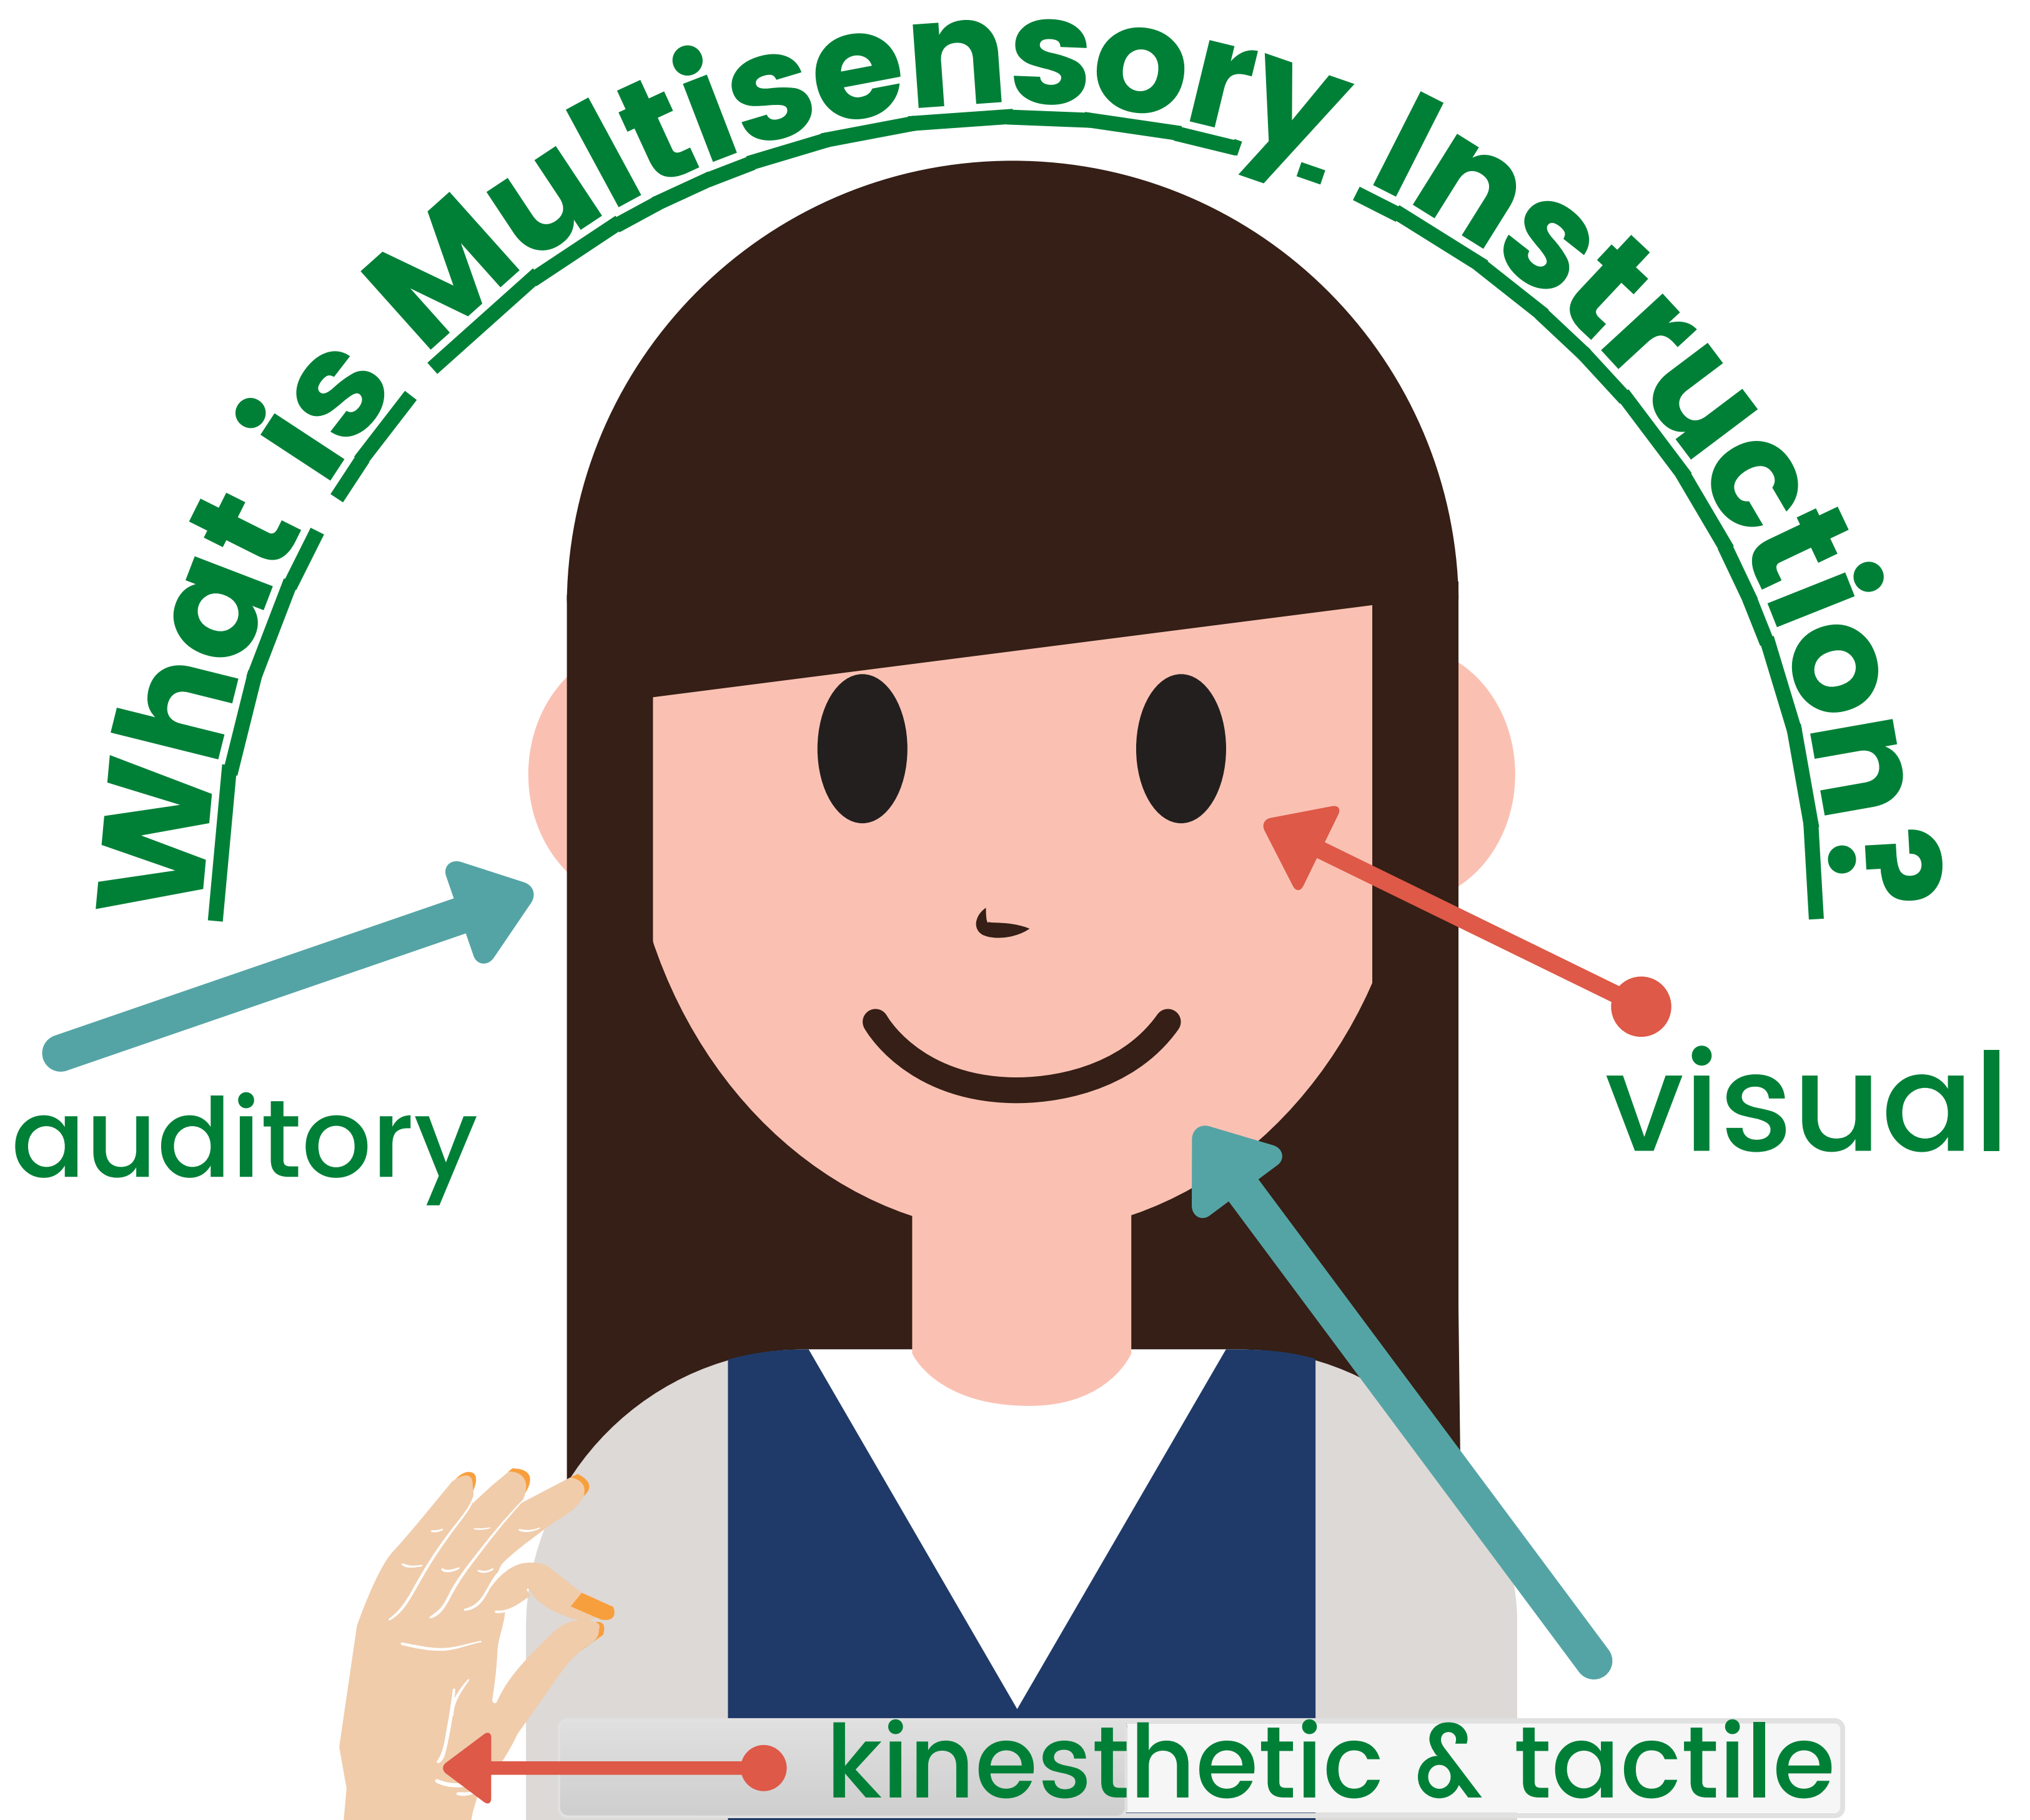 What is Multisensory Instruction?
auditory
visual
kinesthetic & tactile